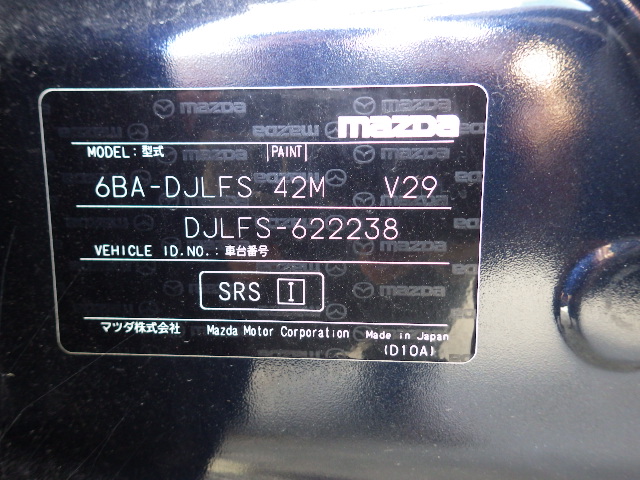 mazda
MODEL: 型式 PAINT
6BA-DJLFS 42M V29
DJLFS-622238
VEHICLE ID.NO.: 車台番号
SRS I
マツダ株式会社 Mazda Motor Corporation Made in Japan
(D10A)